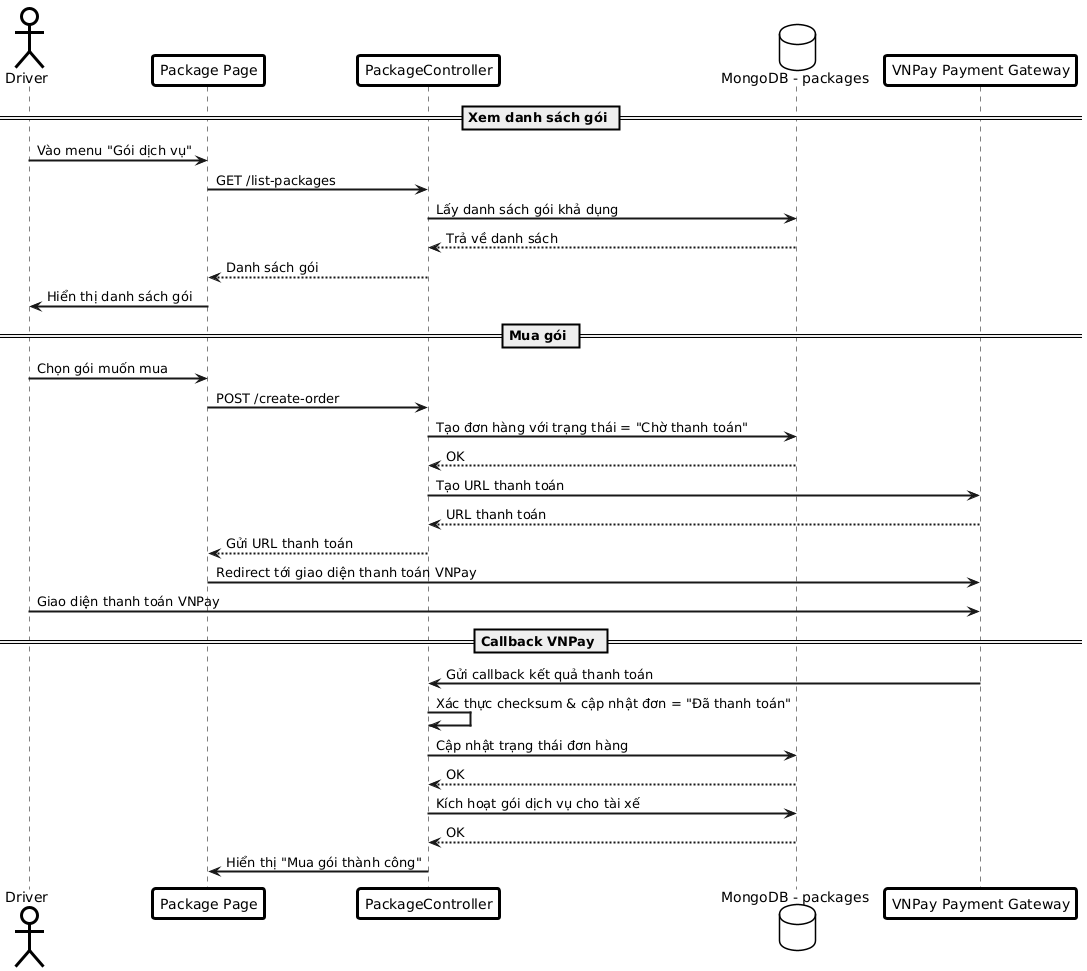 Driver
Package Page
PackageController
MongoDB - packages
VNPay Payment Gateway
Xem danh sách gói
Vào menu "Gói dịch vụ"
GET /list-packages
Lấy danh sách gói khả dụng
Trả về danh sách
Danh sách gói
Hiển thị danh sách gói
Mua gói
Chọn gói muốn mua
POST /create-order
Tạo đơn hàng với trạng thái = "Chờ thanh toán"
OK
Tạo URL thanh toán
URL thanh toán
Gửi URL thanh toán
Redirect tới giao diện thanh toán VNPay
Giao diện thanh toán VNPay
Callback VNPay
Gửi callback kết quả thanh toán
Xác thực checksum & cập nhật đơn = "Đã thanh toán"
Cập nhật trạng thái đơn hàng
OK
Kích hoạt gói dịch vụ cho tài xế
OK
Hiển thị "Mua gói thành công"
Driver
Package Page
PackageController
MongoDB - packages
VNPay Payment Gateway